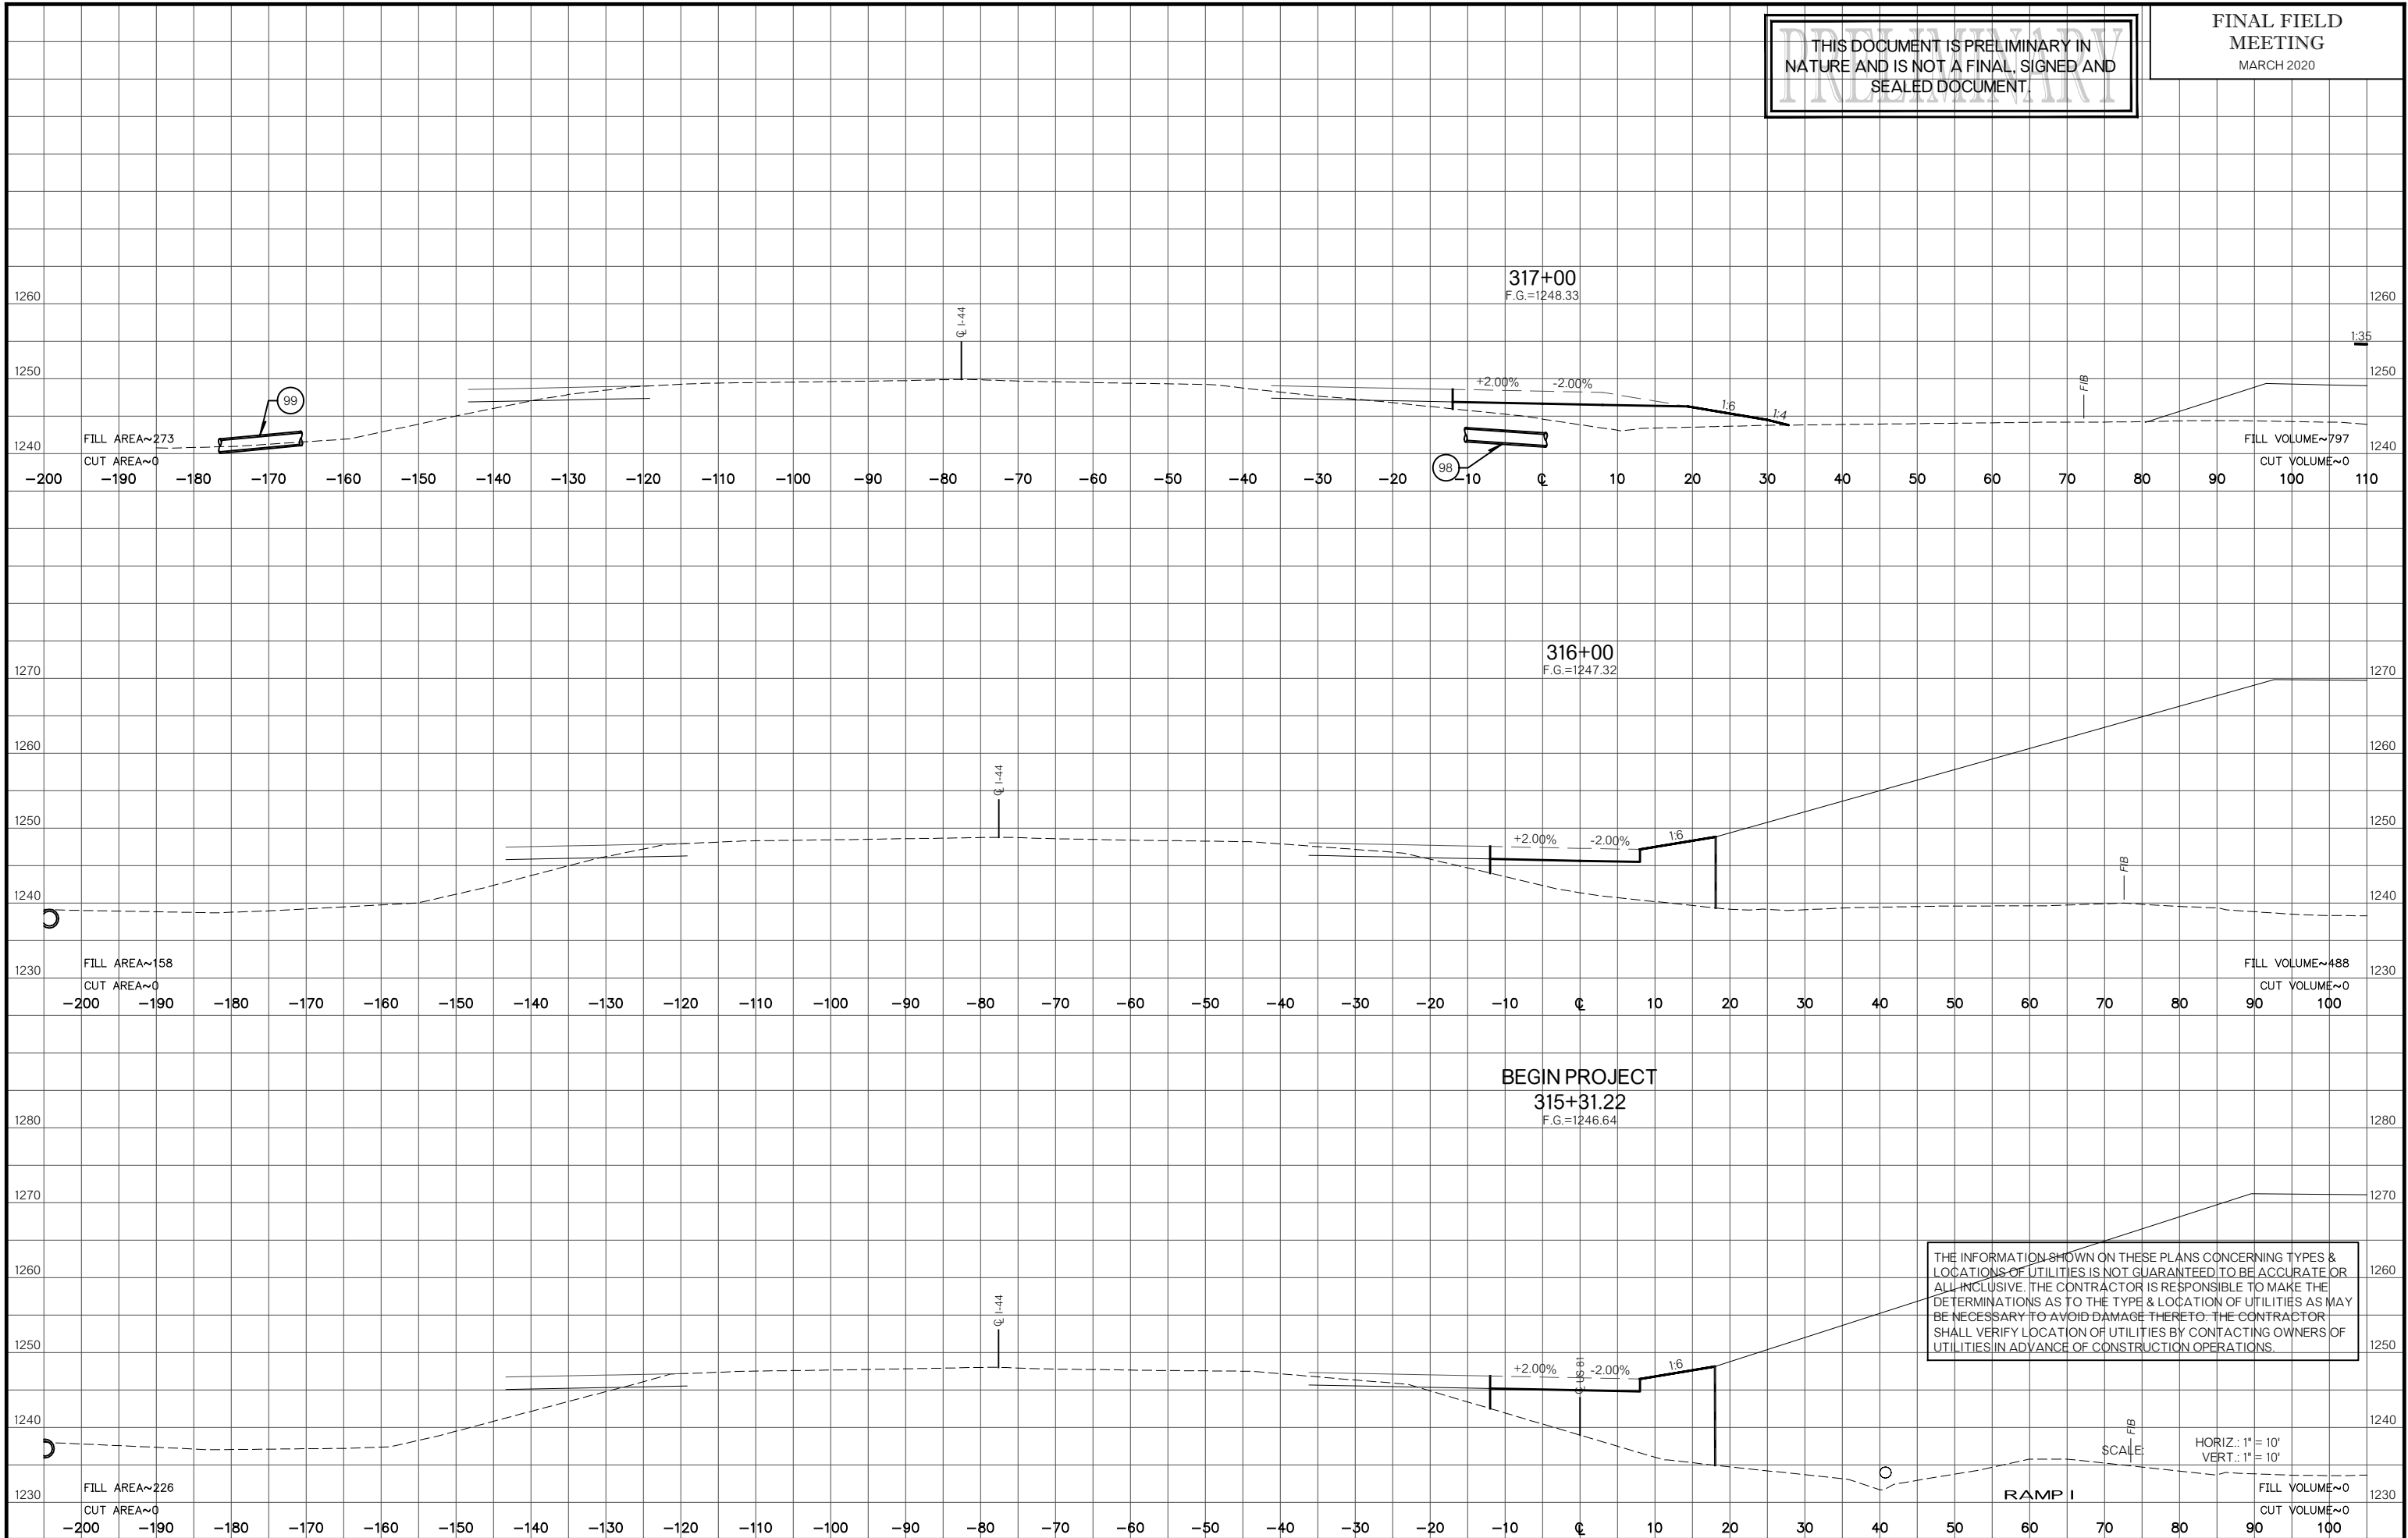 PRELIMINARY
THIS DOCUMENT IS PRELIMINARY IN
NATURE AND IS NOT A FINAL, SIGNED AND
SEALED DOCUMENT.
FINAL FIELD
MEETING
MARCH 2020
317+00
F.G.=1248.33
1260 1260
℄ I-44
1:35
1250 1250
+2.00% -2.00%
FIB
99
1:6
1:4
FILL AREA~273
FILL VOLUME~797
1240 1240
CUT AREA~0
CUT VOLUME~0
98
-200 -190 -180 -170 -160 -150 -140 -130 -120 -110 -100 -90 -80 -70 -60 -50 -40 -30 -20 -10 ℄ 10 20 30 40 50 60 70 80 90 100 110
316+00
F.G.=1247.32
1270 1270
1260 1260
℄ I-44
1250 1250
+2.00% -2.00% 1:6
FIB
1240 1240
FILL AREA~158
FILL VOLUME~488
1230 1230
CUT AREA~0
CUT VOLUME~0
-200 -190 -180 -170 -160 -150 -140 -130 -120 -110 -100 -90 -80 -70 -60 -50 -40 -30 -20 -10 ℄ 10 20 30 40 50 60 70 80 90 100
BEGIN PROJECT
315+31.22
F.G.=1246.64
1280 1280
1270 1270
THE INFORMATION SHOWN ON THESE PLANS CONCERNING TYPES &
LOCATIONS OF UTILITIES IS NOT GUARANTEED TO BE ACCURATE OR
ALL INCLUSIVE. THE CONTRACTOR IS RESPONSIBLE TO MAKE THE
DETERMINATIONS AS TO THE TYPE & LOCATION OF UTILITIES AS MAY
BE NECESSARY TO AVOID DAMAGE THERETO. THE CONTRACTOR
SHALL VERIFY LOCATION OF UTILITIES BY CONTACTING OWNERS OF
UTILITIES IN ADVANCE OF CONSTRUCTION OPERATIONS.
1260 1260
℄ I-44
1250 1250
+2.00% -2.00% 1:6
℄ US 81
1240 1240
FIB
SCALE: HORIZ.: 1" = 10'
VERT.: 1" = 10'
FILL AREA~226
FILL VOLUME~0
RAMP I
1230 1230
CUT AREA~0
CUT VOLUME~0
-200 -190 -180 -170 -160 -150 -140 -130 -120 -110 -100 -90 -80 -70 -60 -50 -40 -30 -20 -10 ℄ 10 20 30 40 50 60 70 80 90 100